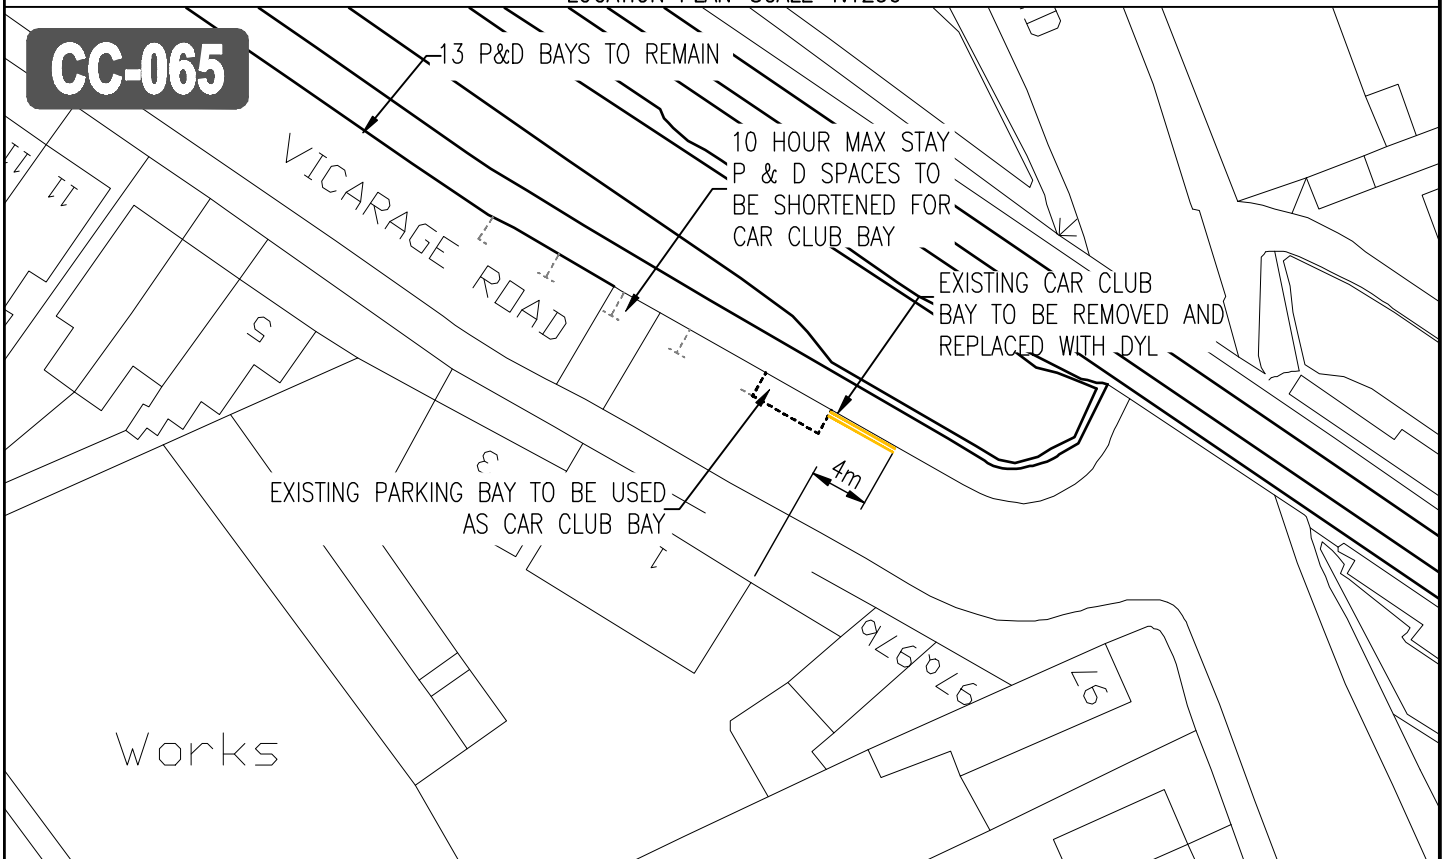 CC-065
13 P&D BAYS TO REMAIN
10 HOUR MAX STAY
P & D SPACES TO
BE SHORTENED FOR
CAR CLUB BAY
VICARAGE ROAD
EXISTING CAR CLUB
BAY TO BE REMOVED AND
REPLACED WITH DYL
11
11
5
3
EXISTING PARKING BAY TO BE USED
AS CAR CLUB BAY
4m
1
97b
97a
97
Works